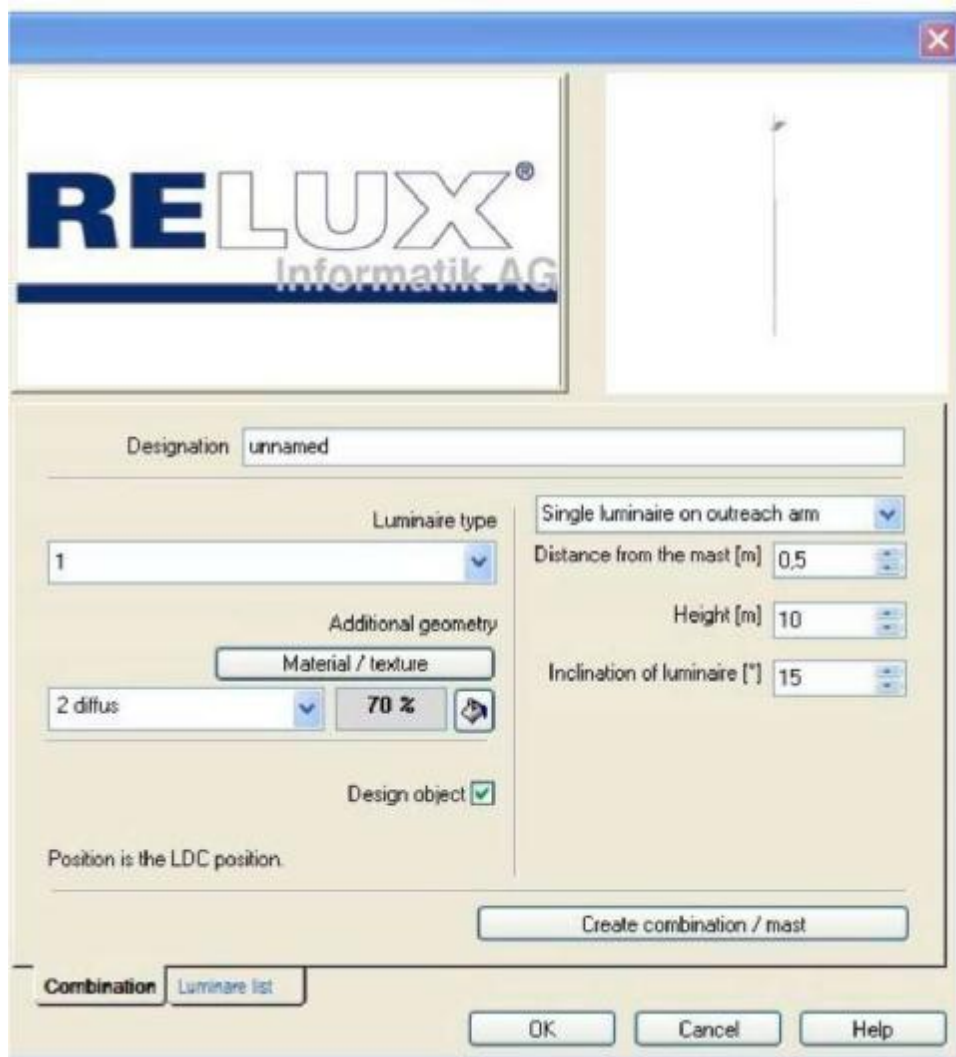 RELUX®
Informatik AG
Designation unnamed
Luminaire type
1
Additional geometry
Material / texture
2 diffus 70 %
Design object
Position is the LDC position.
Single luminaire on outreach arm
Distance from the mast [m] 0,5
Height [m] 10
Inclination of luminaire [°] 15
Create combination / mast
Combination Luminare list
OK Cancel Help